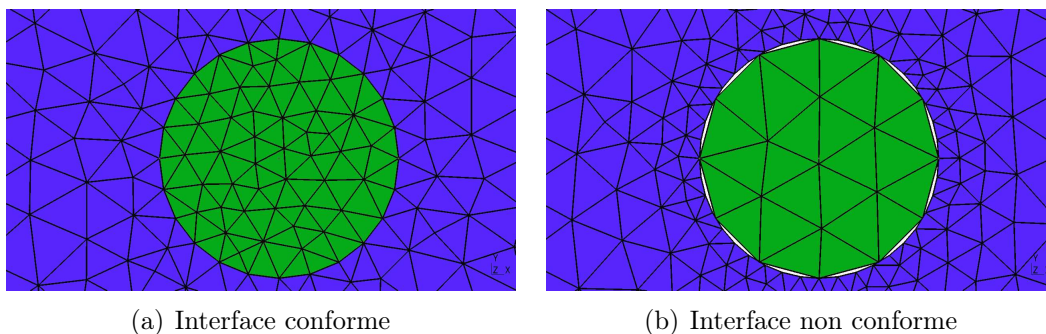 Y
Z X
Y
Z X
(a) Interface conforme
(b) Interface non conforme